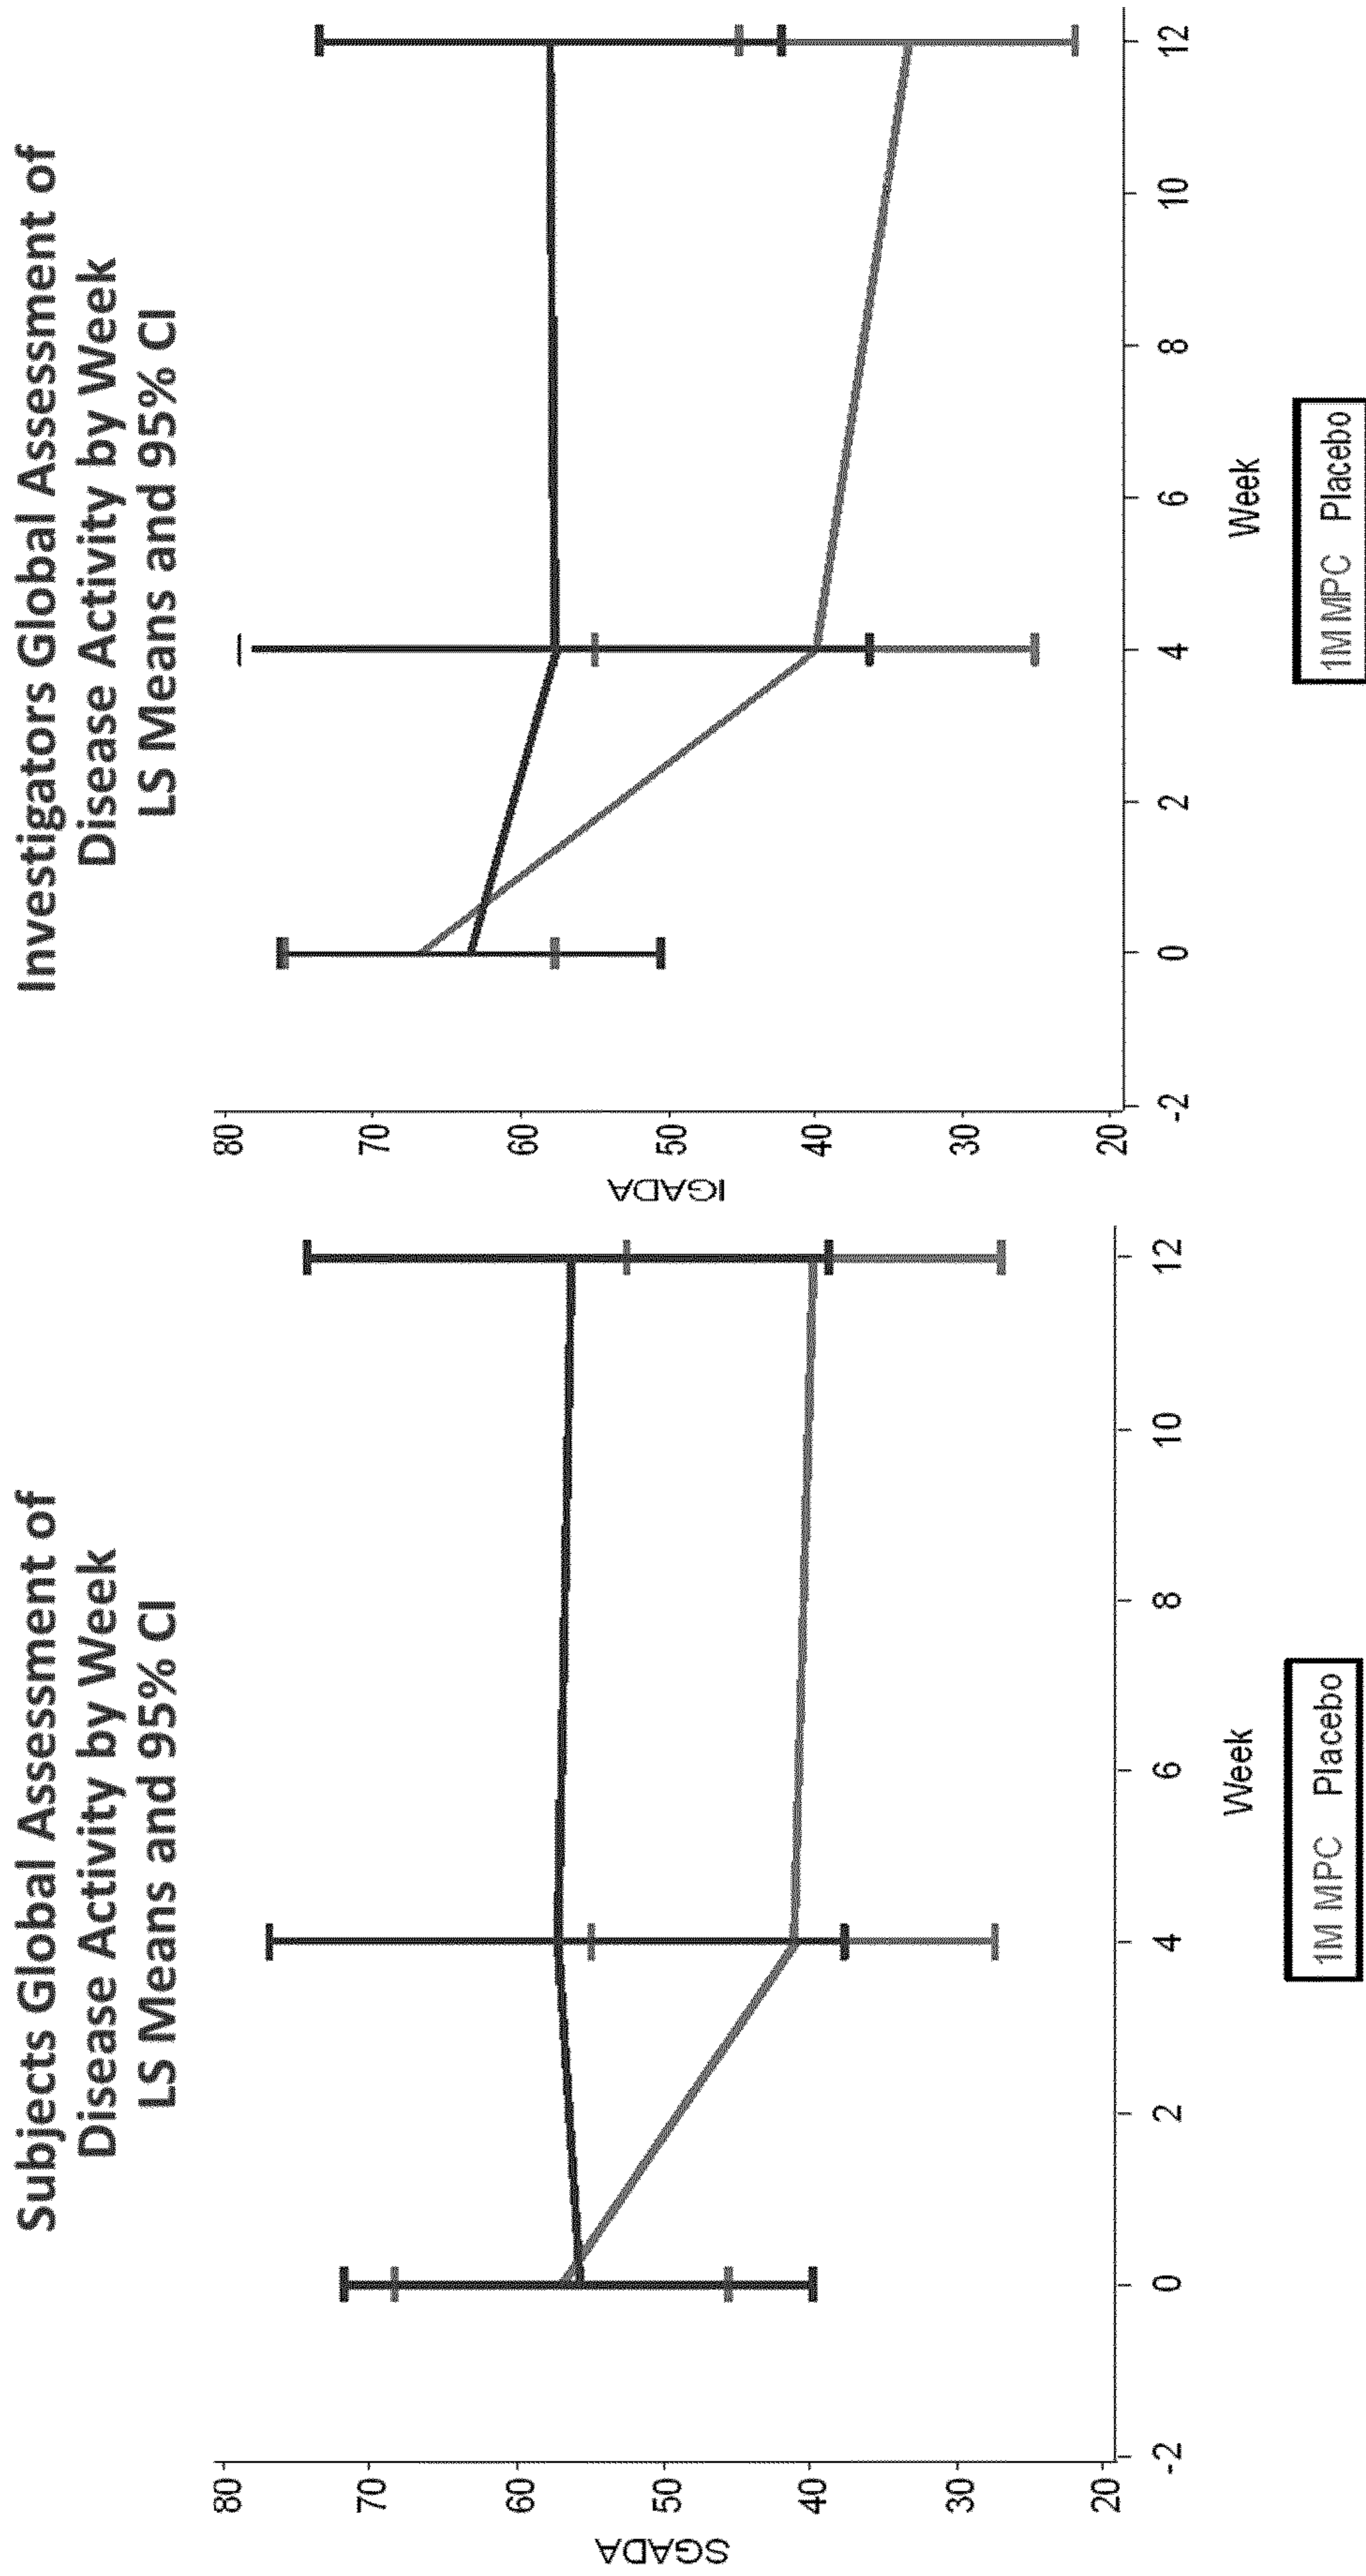 Subjects Global Assessment of
Disease Activity by Week
LS Means and 95% CI
SGADA
80
70
60
50
40
30
20
-2 0 2 4 6 8 10 12
Week
1M MPC Placebo
Investigators Global Assessment of
Disease Activity by Week
LS Means and 95% CI
IGADA
80
70
60
50
40
30
20
-2 0 2 4 6 8 10 12
Week
1M MPC Placebo